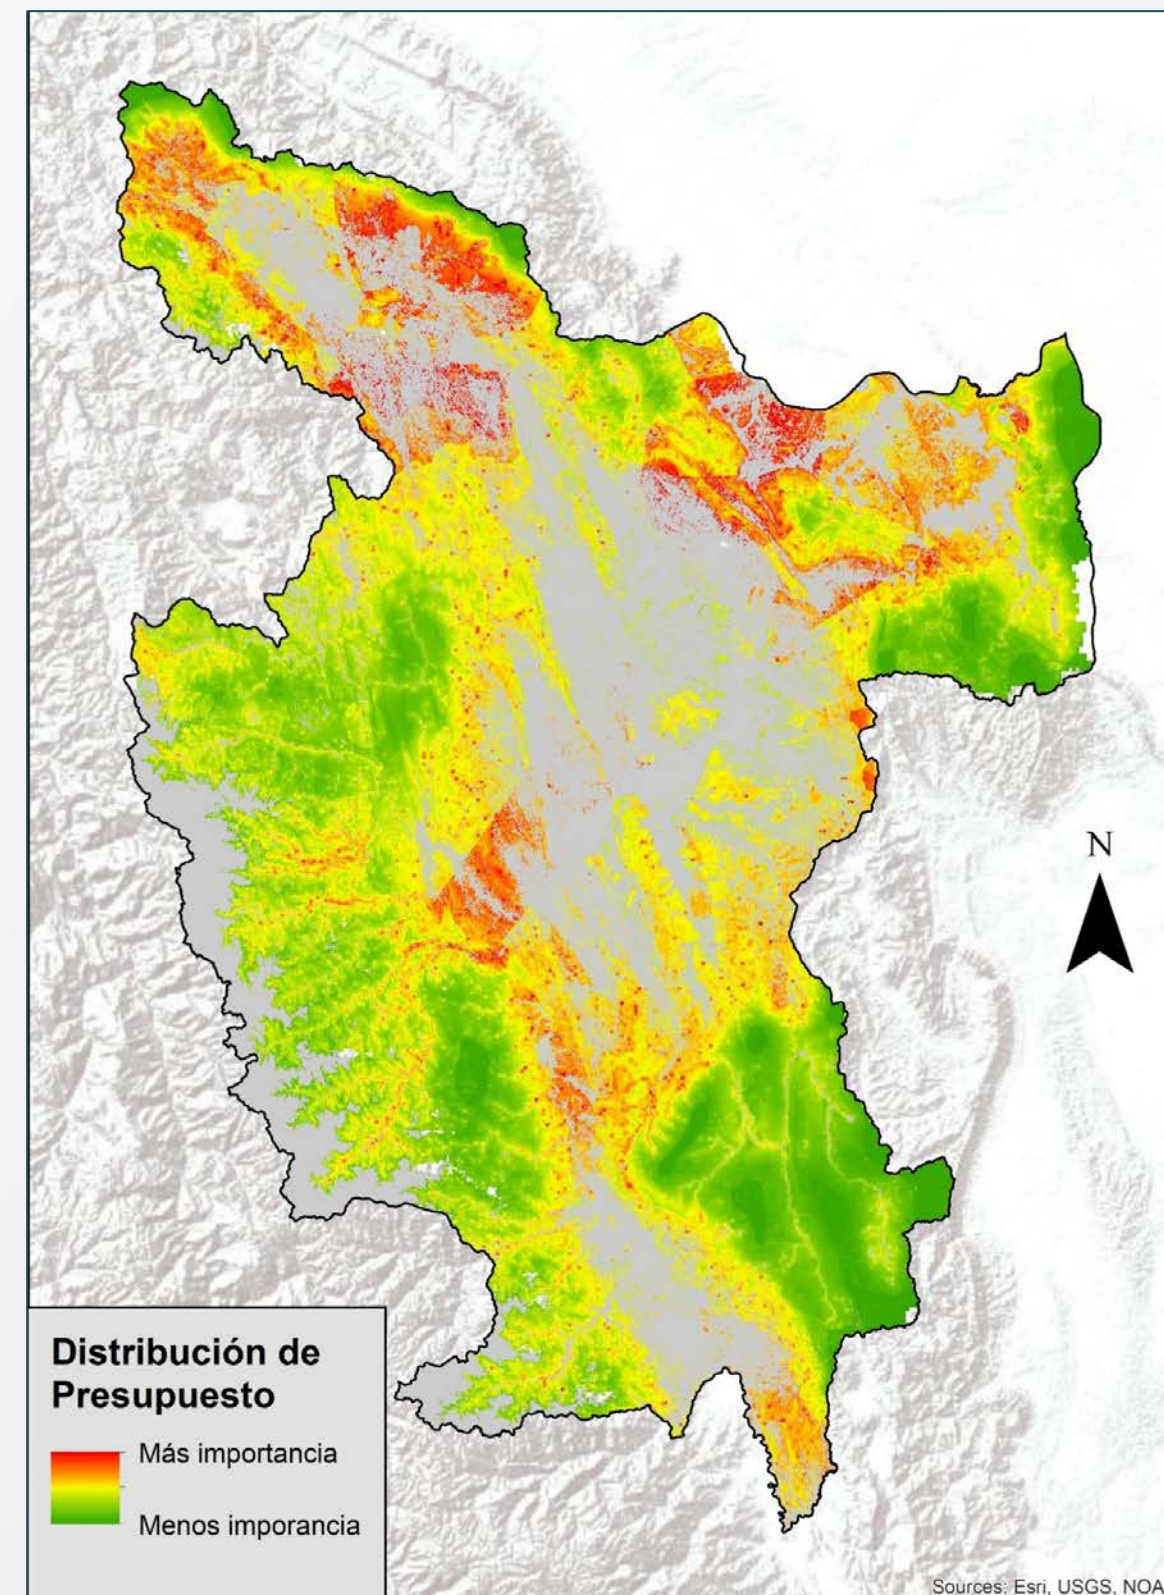 N
Distribución de
Presupuesto
Más importancia
Menos imporancia
Sources: Esri, USGS, NOA